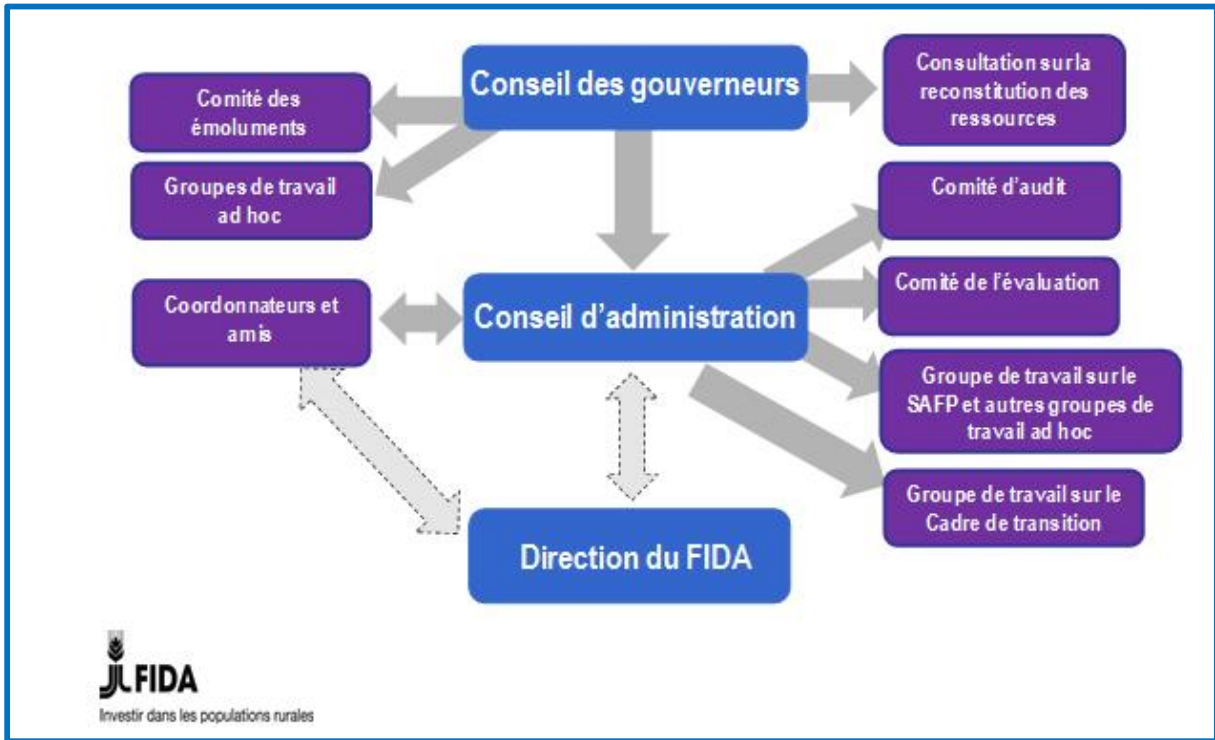 Conseil des gouverneurs
Comité des
émoluments
Groupes de travail
ad hoc
Consultation sur la
reconstitution des
ressources
Comité d'audit
Comité de l'évaluation
Coordonnateurs et
amis
Conseil d'administration
Groupe de travail sur le
SAFP et autres groupes de
travail ad hoc
Groupe de travail sur le
Cadre de transition
Direction du FIDA
FIDA
Investir dans les populations rurales